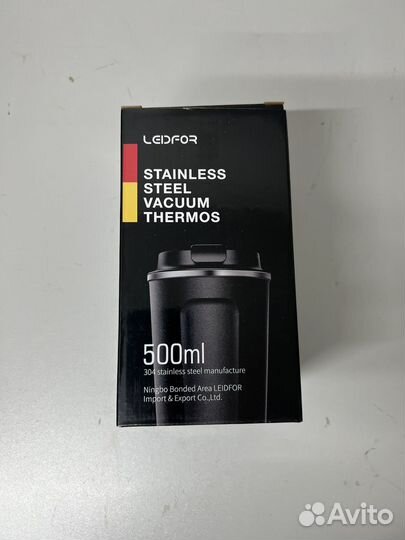 LEIDFOR
STAINLESS
STEEL
VACUUM
THERMOS
500ml
304 stainless steel manufacture
Ningbo Bonded Area LEIDFOR
Import & Export Co.,Ltd.
Avito